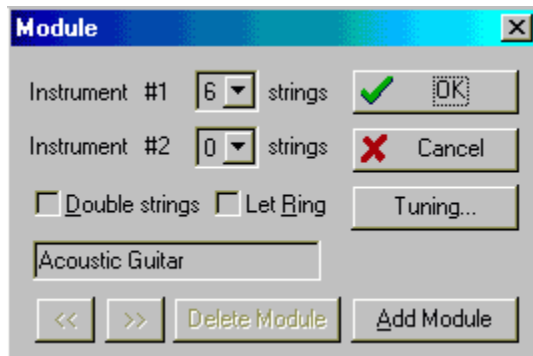 Module
Instrument #1 6 strings OK
Instrument #2 0 strings Cancel
Double strings Let Ring Tuning...
Acoustic Guitar
<< >> Delete Module Add Module